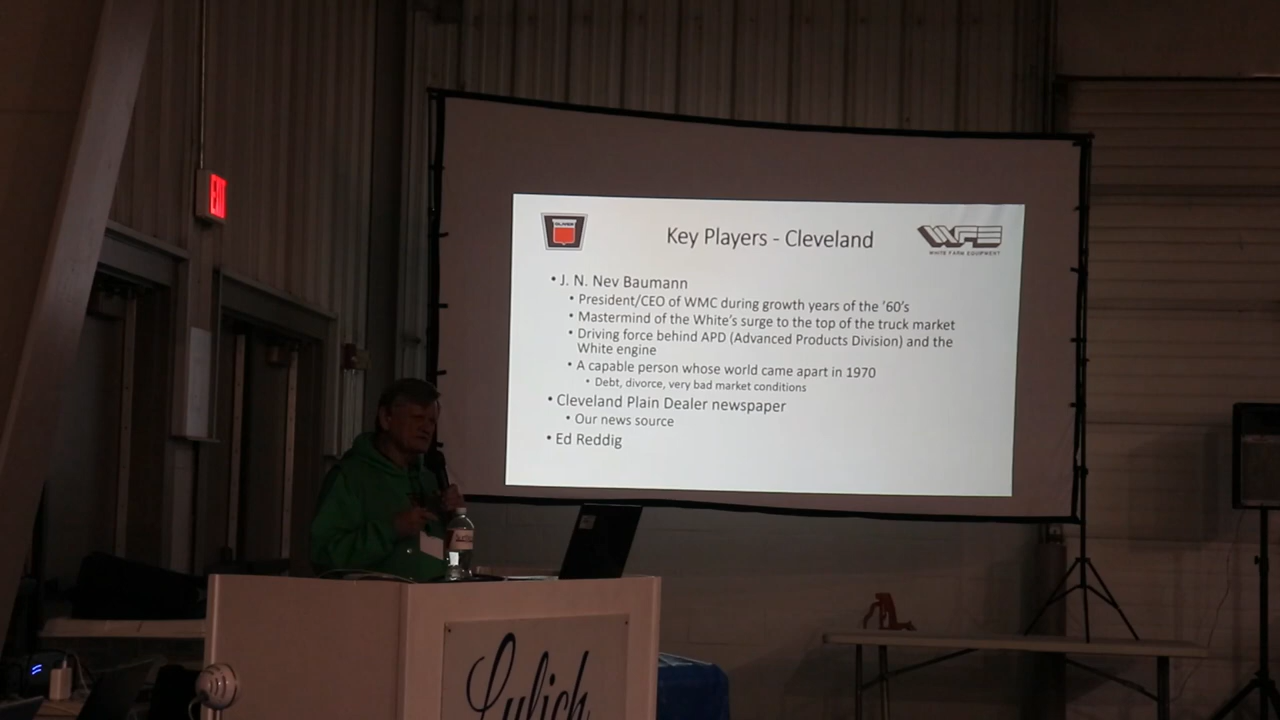 EXIT
OLIVER
Key Players - Cleveland
WFE
WHITE FARM EQUIPMENT
• J. N. Nev Baumann
• President/CEO of WMC during growth years of the '60's
• Mastermind of the White's surge to the top of the truck market
• Driving force behind APD (Advanced Products Division) and the
White engine
• A capable person whose world came apart in 1970
• Debt, divorce, very bad market conditions
• Cleveland Plain Dealer newspaper
• Our news source
• Ed Reddig
Lulich